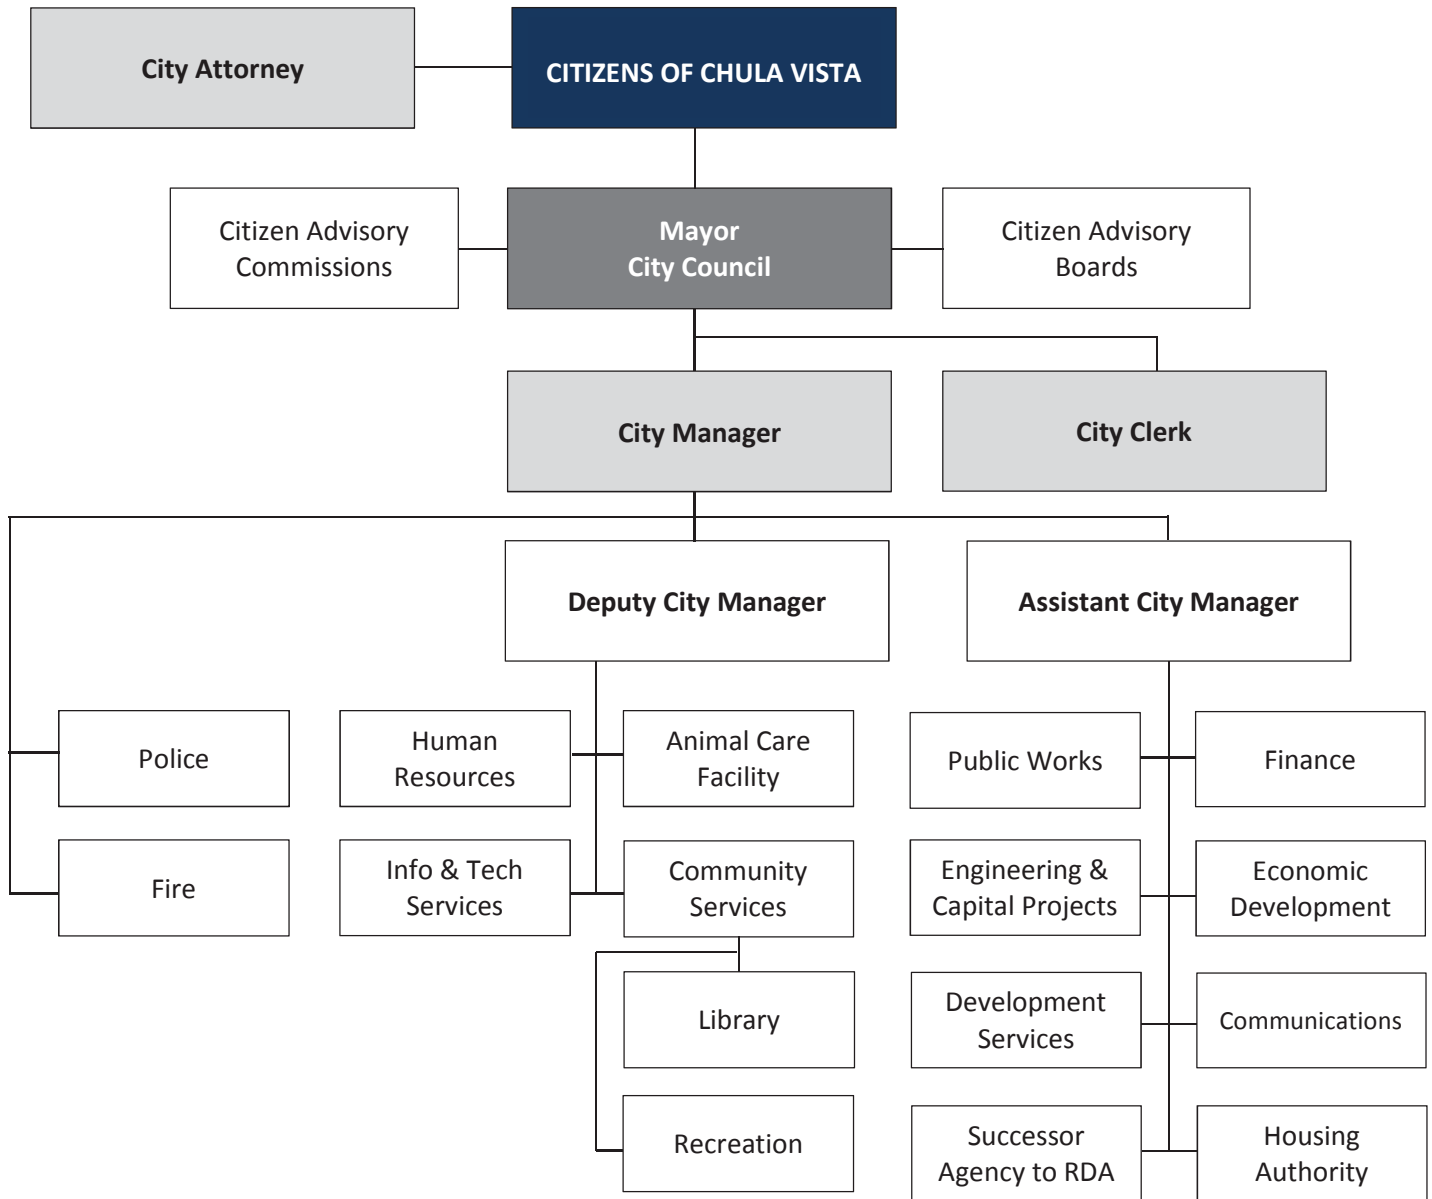 City Attorney
CITIZENS OF CHULA VISTA
Citizen Advisory
Commissions
Mayor
City Council
Citizen Advisory
Boards
City Manager
City Clerk
Deputy City Manager
Assistant City Manager
Police
Human
Resources
Animal Care
Facility
Public Works
Finance
Fire
Info & Tech
Services
Community
Services
Engineering &
Capital Projects
Economic
Development
Library
Development
Services
Communications
Recreation
Successor
Agency to RDA
Housing
Authority